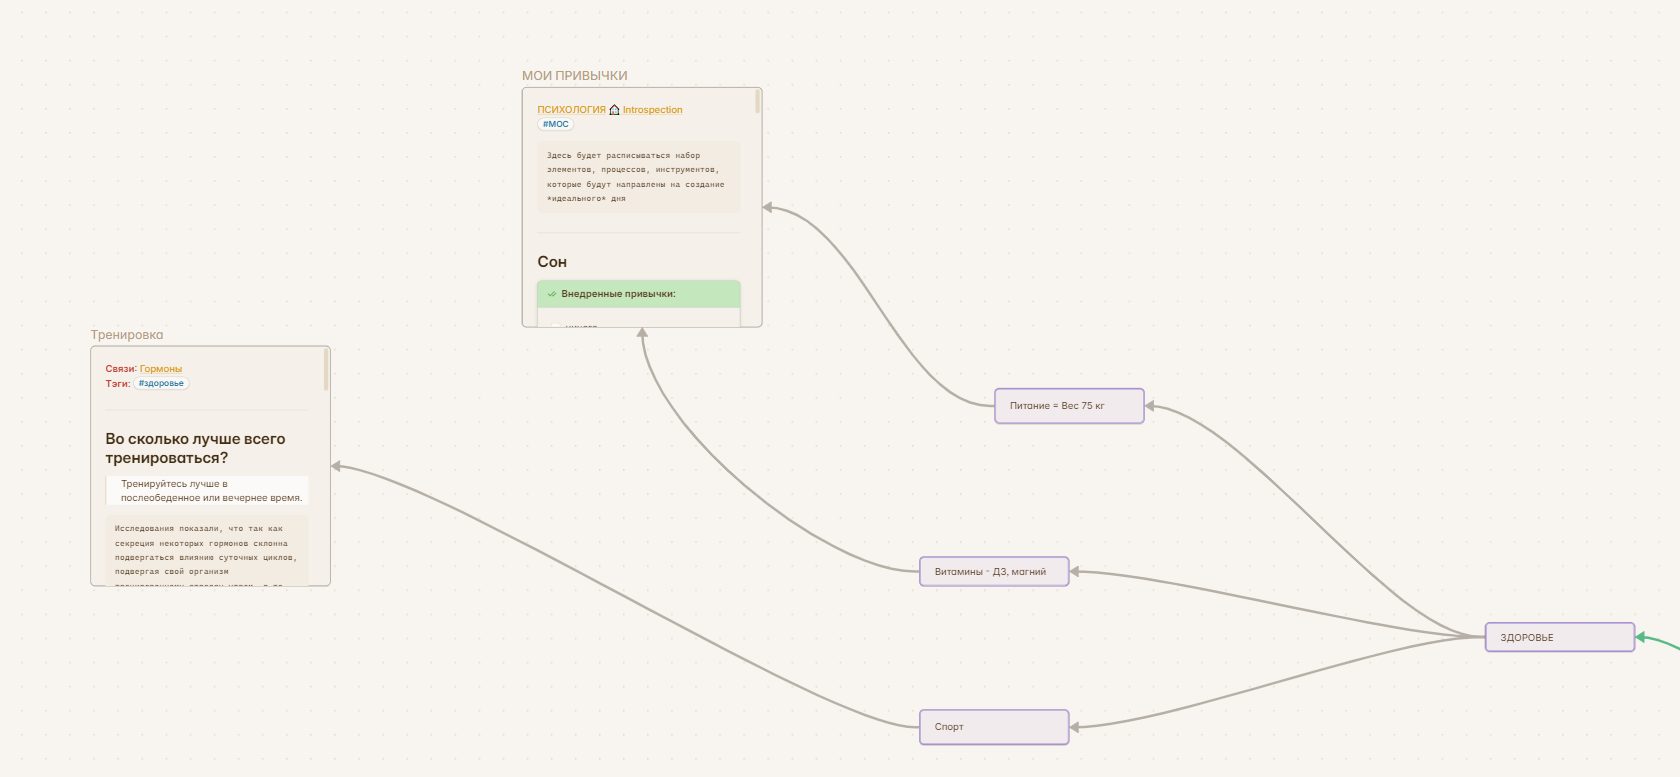 МОИ ПРИВЫЧКИ
ПСИХОЛОГИЯ 🏠 Introspection
#МОС
Здесь будет расписываться набор
элементов, процессов, инструментов,
которые будут направлены на создание
*идеального* дня
Сон
Внедренные привычки:
ничего
Тренировка
Связи: Гормоны
Тэги: #здоровье
Во сколько лучше всего
тренироваться?
Тренируйтесь лучше в
послеобеденное или вечернее время.
Исследования показали, что так как
секреция некоторых гормонов склонна
подвергаться влиянию суточных циклов,
подвергая свой организм
Питание = Вес 75 кг
Витамины - Д3, магний
ЗДОРОВЬЕ
Спорт